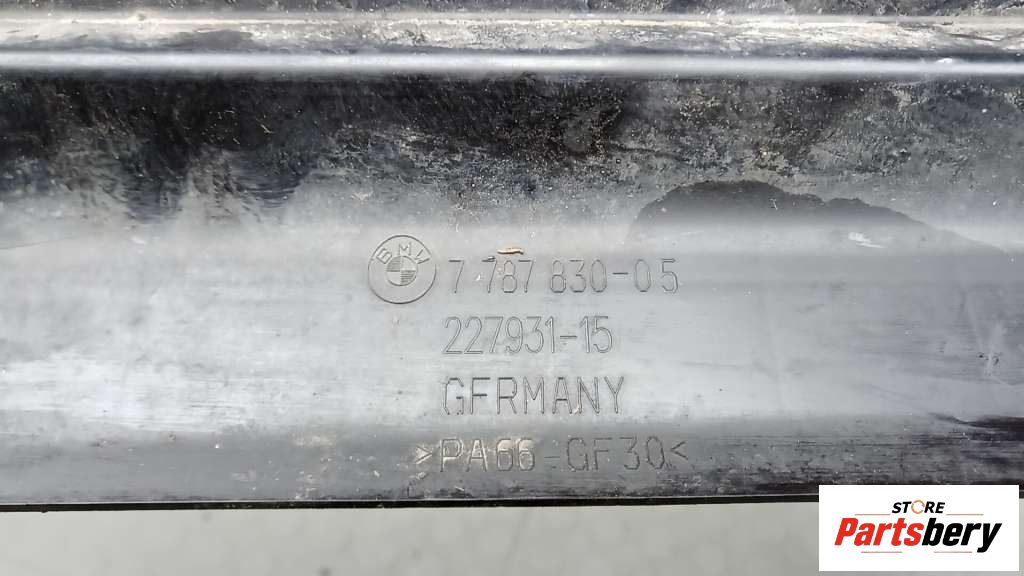 BMW 7 787 830-05
227931-15
GERMANY
>PA66-GF30<
STORE
Partsbery